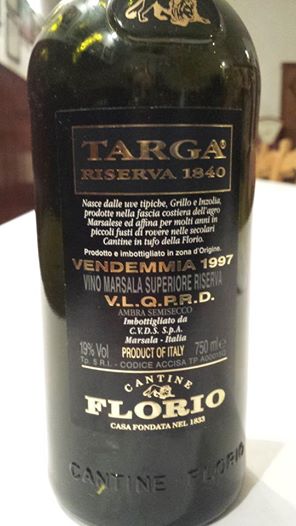 TARGA®
RISERVA 1840
Nasce dalle uve tipiche, Grillo e Inzolia,
prodotte nella fascia costiera dell'agro
Marsalese ed affina per molti anni in
piccoli fusti di rovere nelle secolari
Cantine in tufo della Florio.
Prodotto e imbottigliato in zona d'Origine.
VENDEMMIA 1997
VINO MARSALA SUPERIORE RISERVA
V.L.Q.P.R.D.
AMBRA SEMISECCO
Imbottigliato da
C.V.D.S. S.p.A.
Marsala - Italia
19% Vol PRODUCT OF ITALY 750 ml e
Tp. S R I. - CODICE ACCISA TP
CANTINE
FLORIO
CASA FONDATA NEL 1833
CANTINE FLORIO